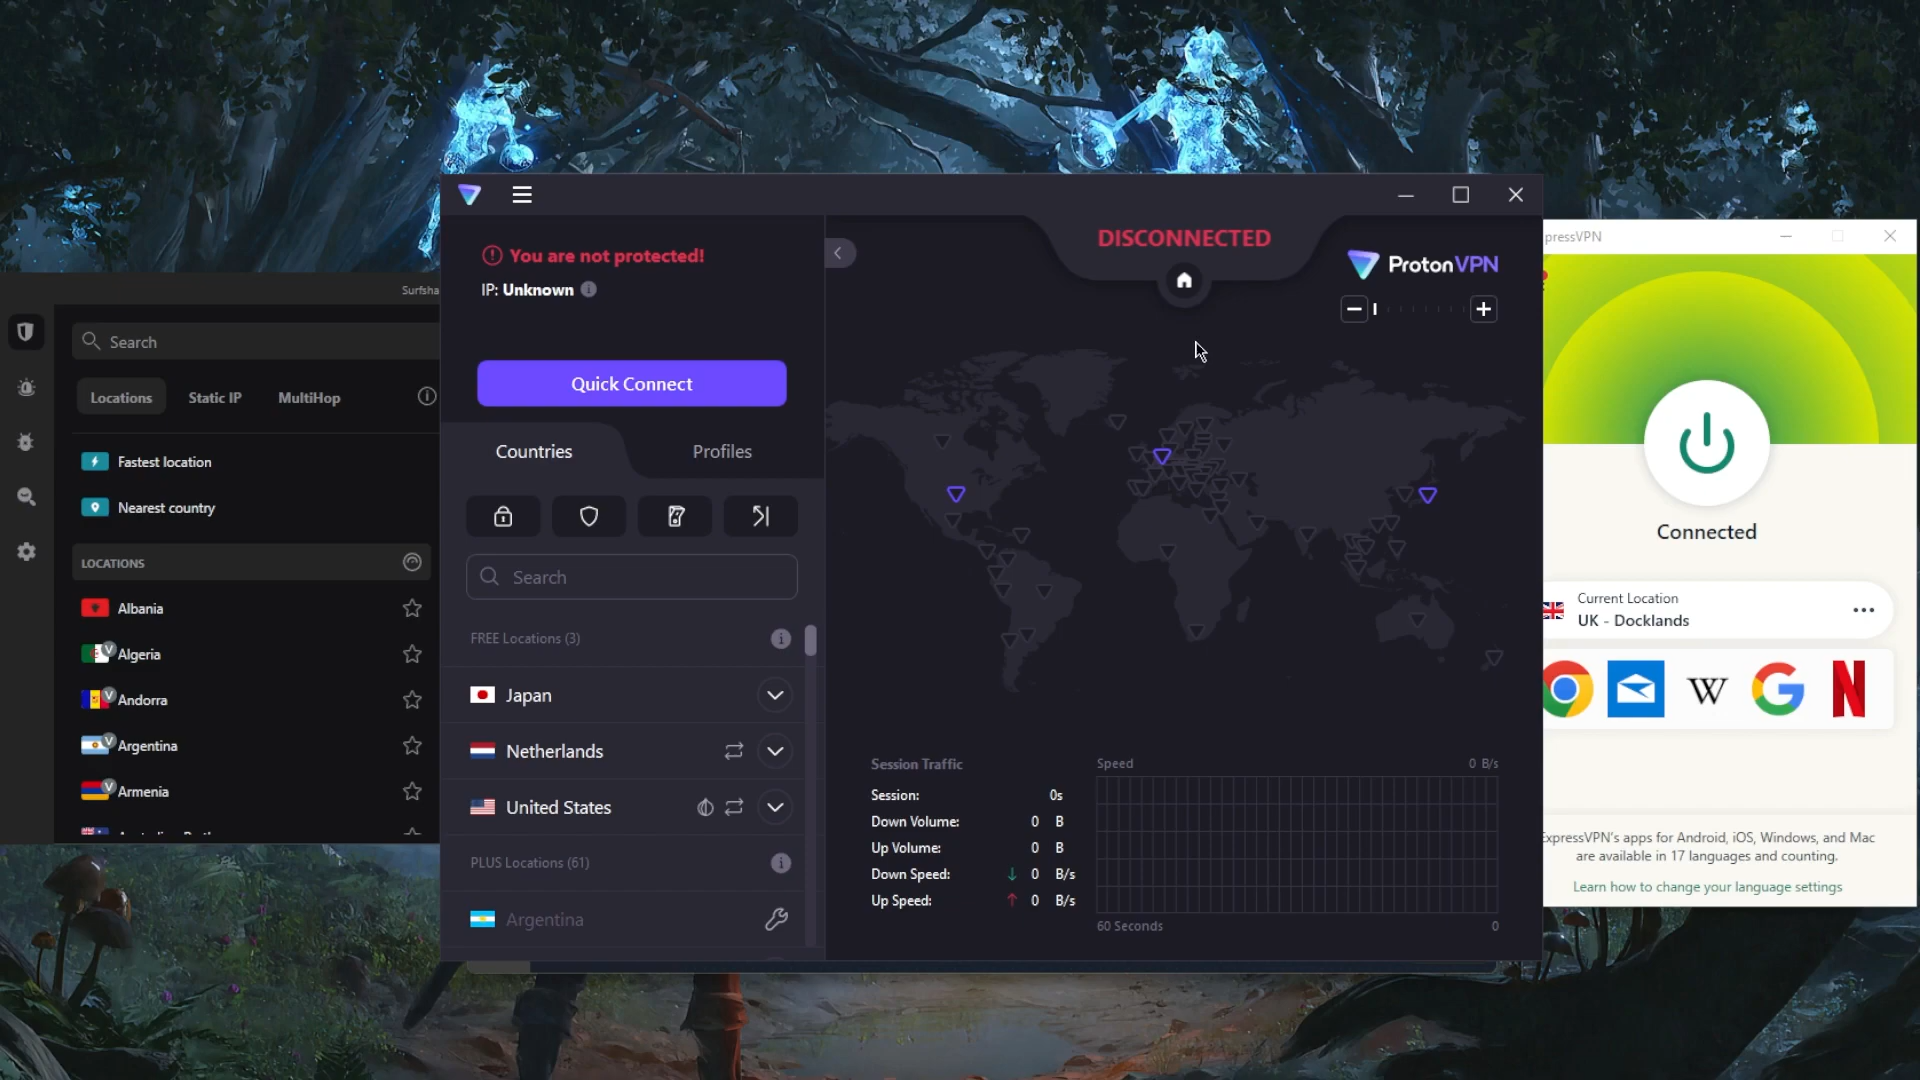 Surfsha
Search
Locations Static IP MultiHop
Fastest location
Nearest country
LOCATIONS
Albania
V Algeria
V Andorra
V Argentina
V Armenia
You are not protected!
IP: Unknown
Quick Connect
Countries Profiles
Search
FREE Locations (3)
Japan
Netherlands
United States
PLUS Locations (61)
Argentina
DISCONNECTED
ProtonVPN
Session Traffic
Session: 0s
Down Volume: 0 B
Up Volume: 0 B
Down Speed: 0 B/s
Up Speed: 0 B/s
Speed 0 B/s
60 Seconds 0
pressVPN
Connected
Current Location
UK - Docklands
W G N
ExpressVPN's apps for Android, iOS, Windows, and Mac
are available in 17 languages and counting.
Learn how to change your language settings